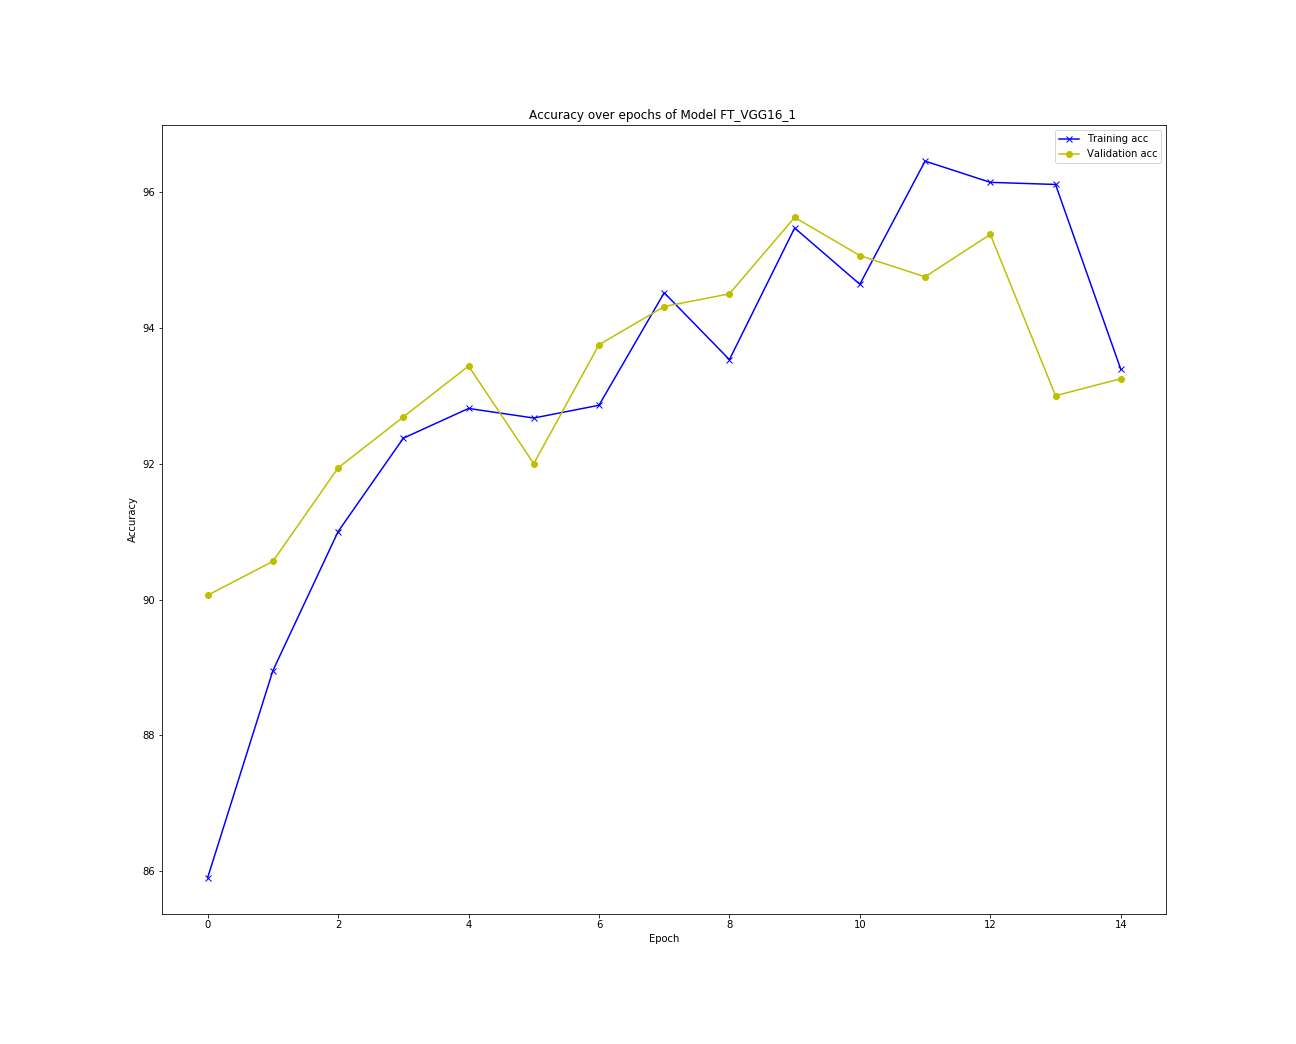 Accuracy over epochs of Model FT_VGG16_1
Training acc
Validation acc
96
94
92
90
88
86
Accuracy
0 2 4 6 8 10 12 14
Epoch